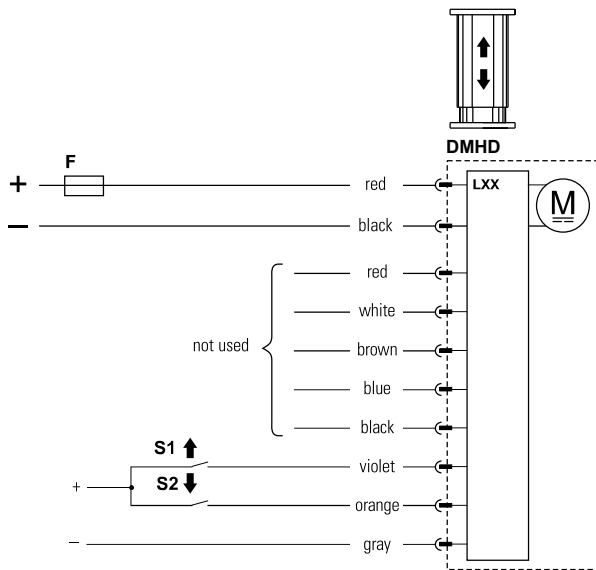 DMHD
F
+ red LXX
M
− black
red
white
not used brown
blue
black
S1 violet
+ S2
orange
− gray